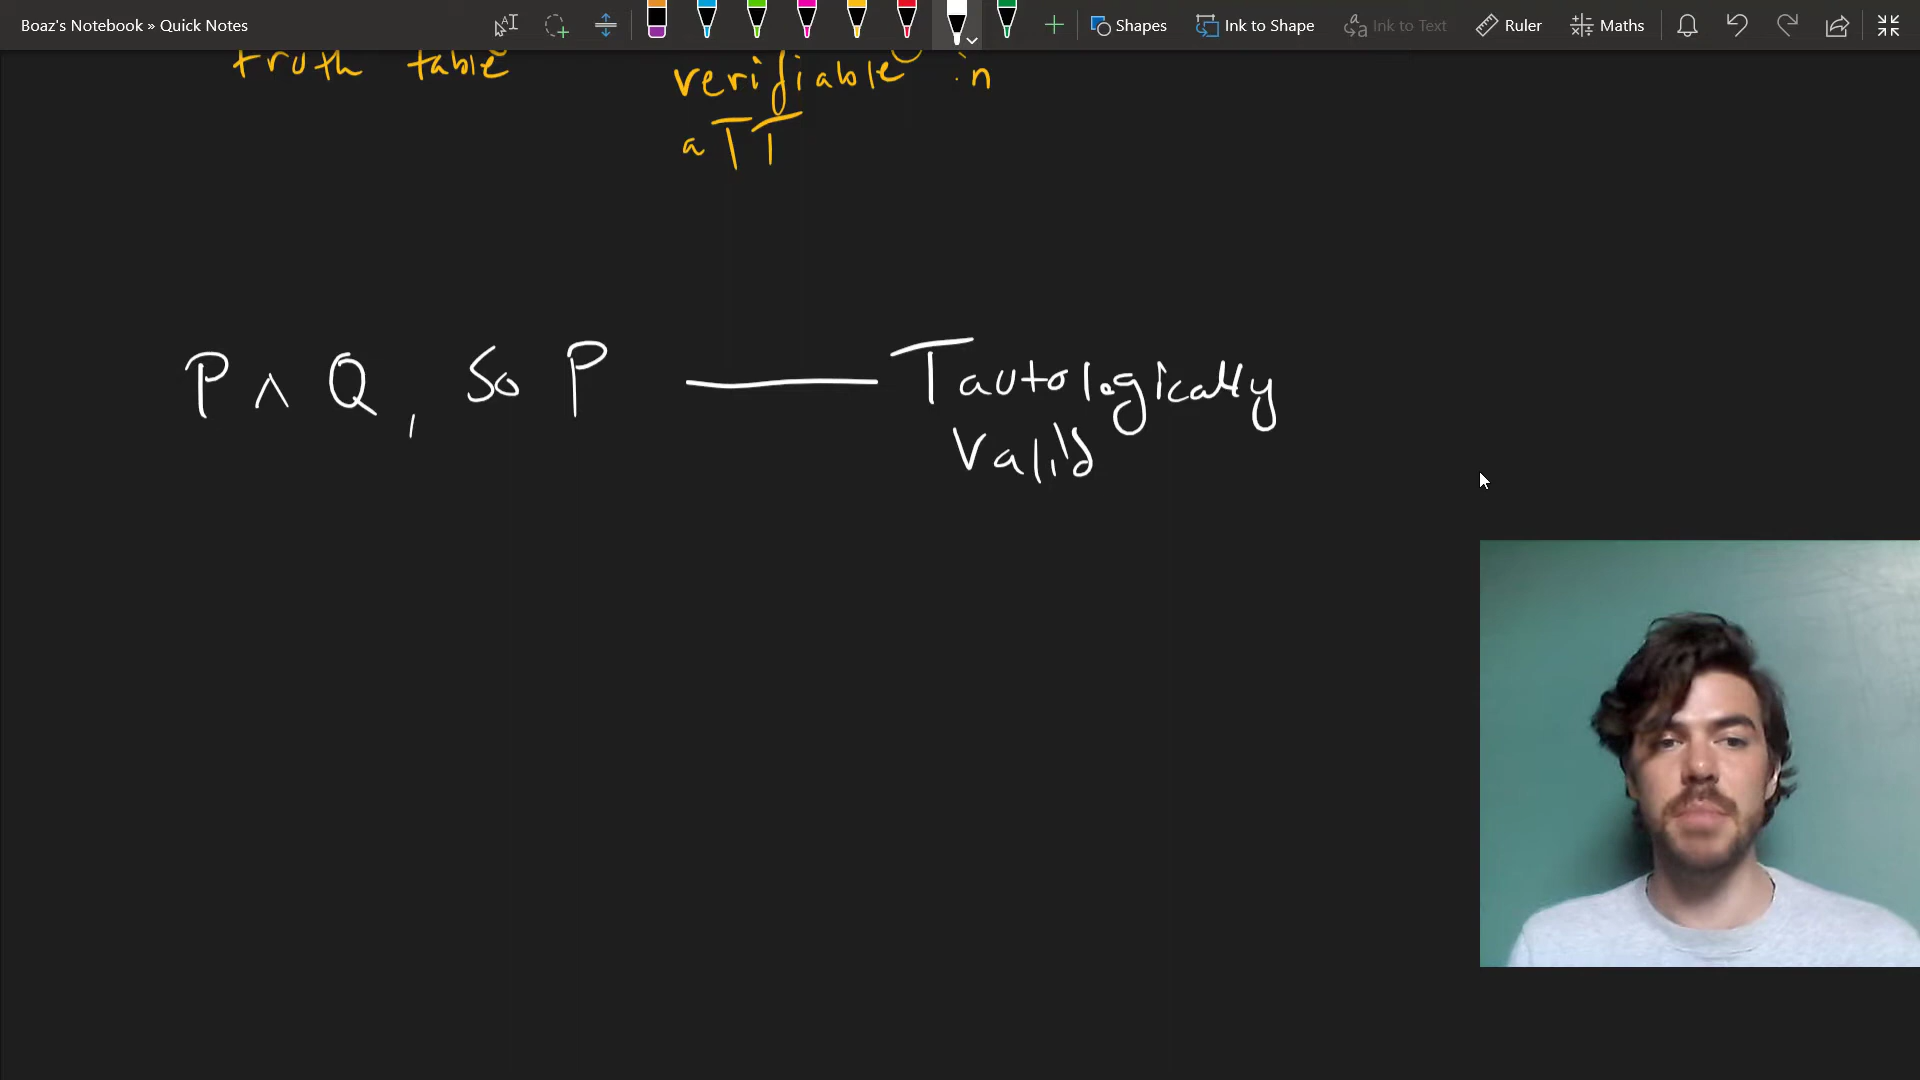 Boaz's Notebook » Quick Notes
Shapes
Ink to Shape
Ink to Text
Ruler
Maths
truth table
verifiable in
a TT
P ∧ Q, So P — Tautologically
Valid